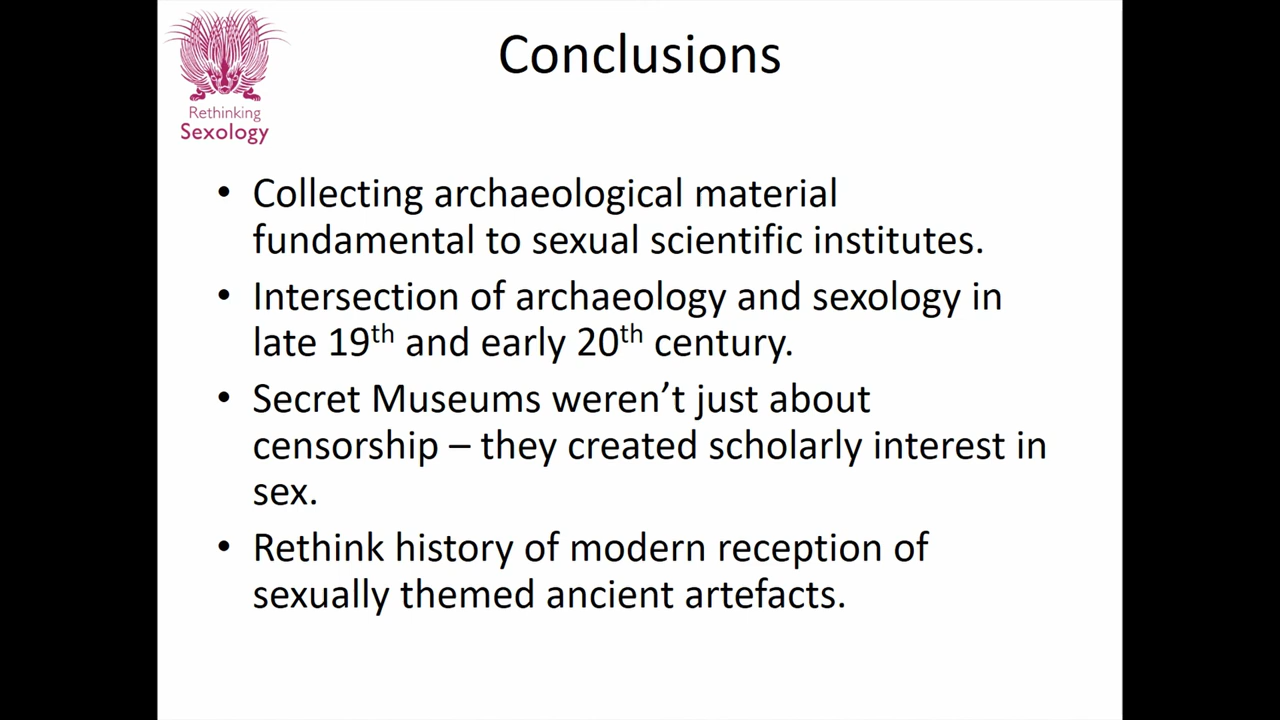 Rethinking
Sexology
Conclusions
• Collecting archaeological material
fundamental to sexual scientific institutes.
• Intersection of archaeology and sexology in
late 19th and early 20th century.
• Secret Museums weren’t just about
censorship – they created scholarly interest in
sex.
• Rethink history of modern reception of
sexually themed ancient artefacts.